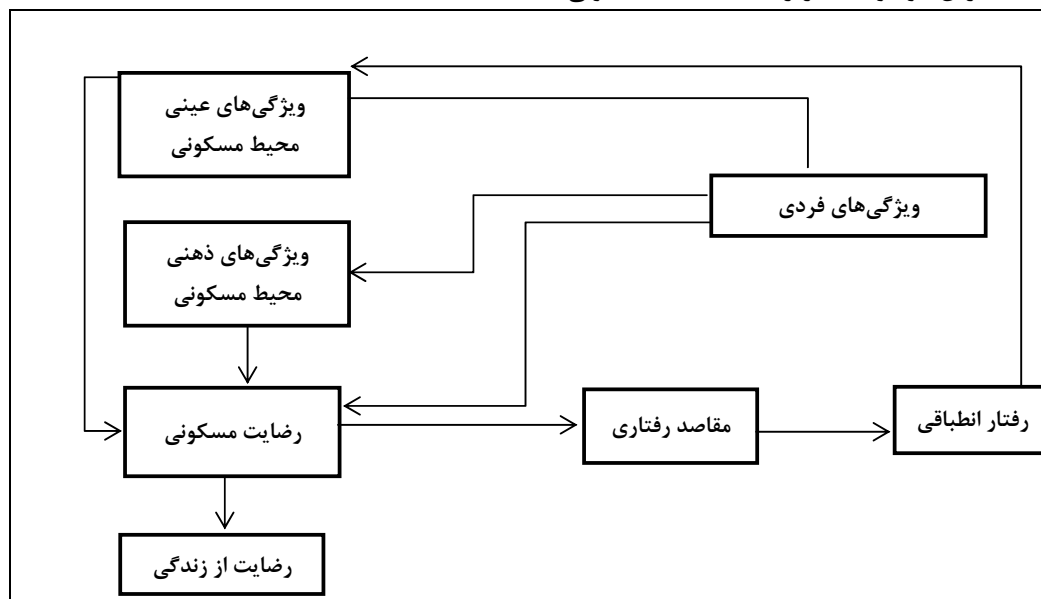 ویژگی‌های عینی
محیط مسکونی
ویژگی‌های فردی
ویژگی‌های ذهنی
محیط مسکونی
رضایت مسکونی
مقاصد رفتاری
رفتار انطباقی
رضایت از زندگی